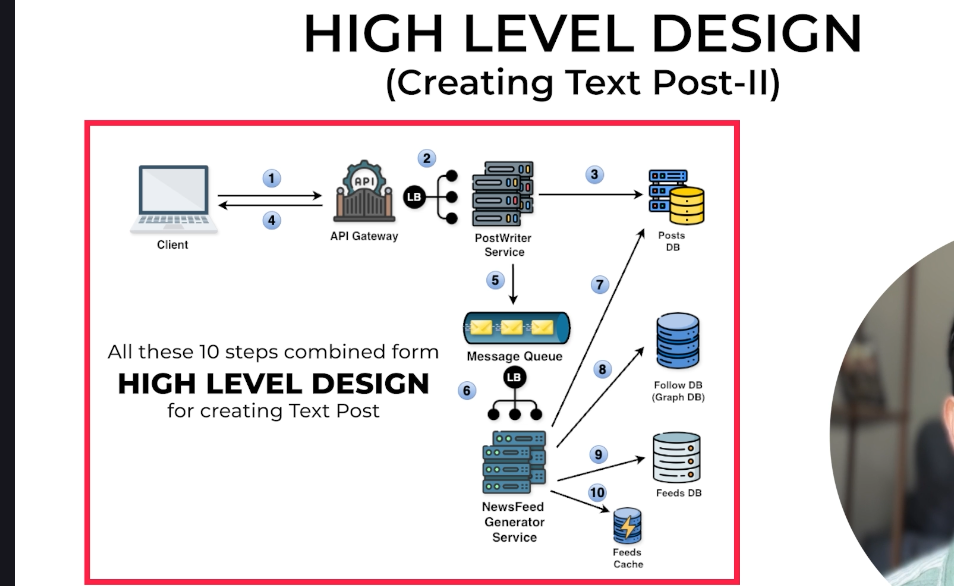 HIGH LEVEL DESIGN
(Creating Text Post-II)
1
2
3
4
API
LB
Client
API Gateway
PostWriter
Service
Posts
DB
5
7
Message Queue
All these 10 steps combined form
HIGH LEVEL DESIGN
for creating Text Post
6
LB
8
Follow DB
(Graph DB)
9
Feeds DB
10
NewsFeed
Generator
Service
Feeds
Cache